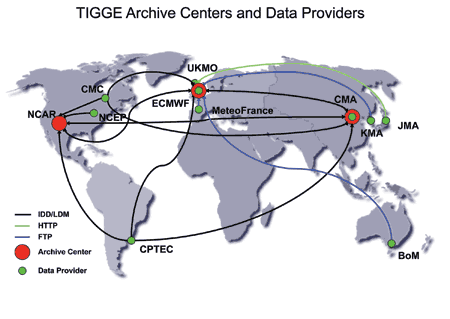 TIGGE Archive Centers and Data Providers
UKMO
CMC
ECMWF
CMA
NCAR
NCEP
MeteoFrance
KMA
JMA
IDD/LDM
HTTP
FTP
Archive Center
Data Provider
CPTEC
BoM